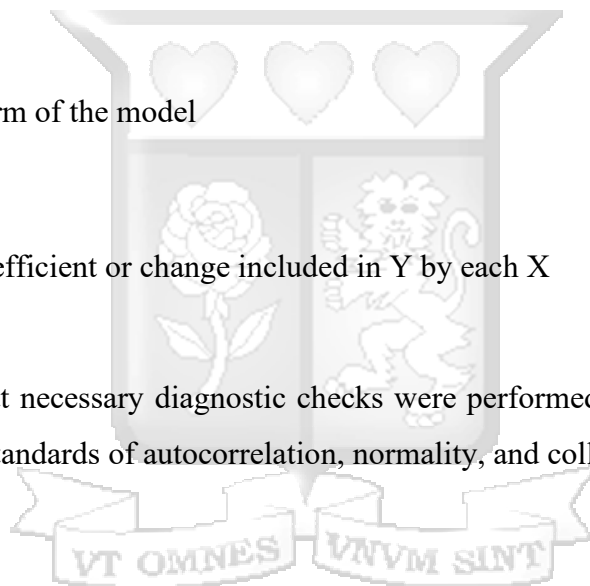 rm of the model
efficient or change included in Y by each X
t necessary diagnostic checks were performed
tandards of autocorrelation, normality, and coll
VT OMNES VNVM SINT